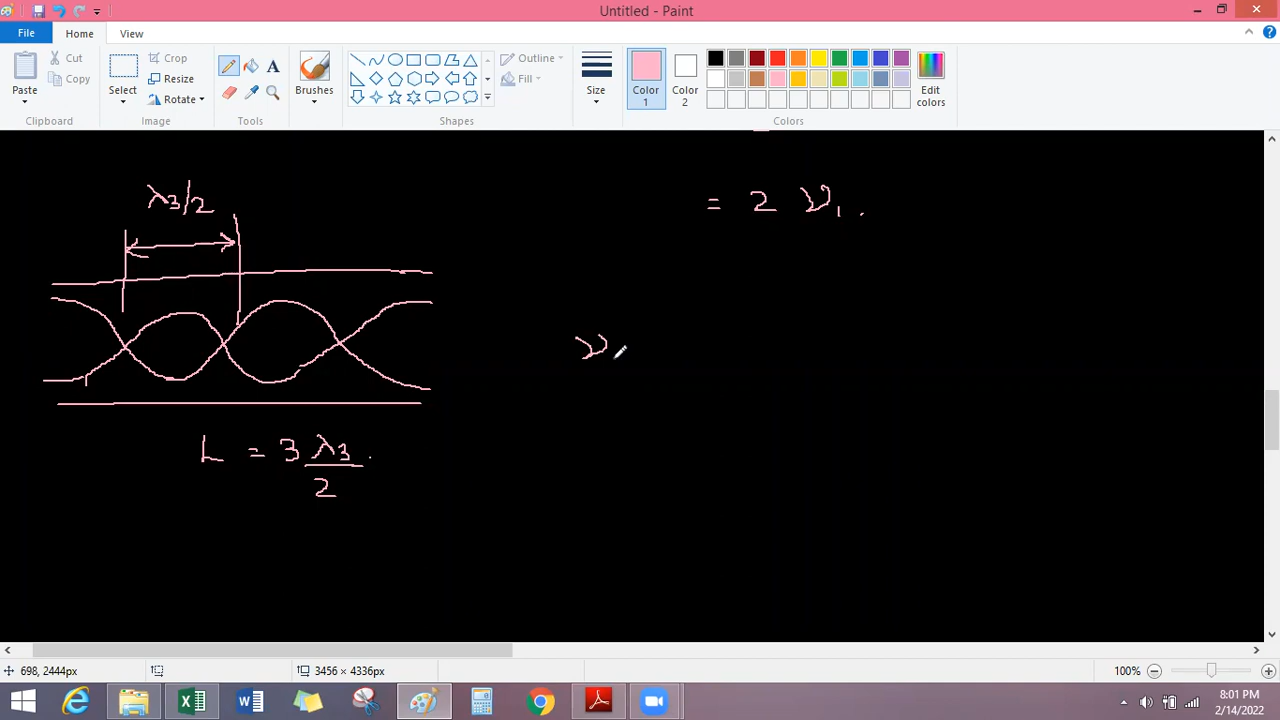 Untitled - Paint
File Home View
Paste Cut Copy Clipboard
Select Crop Resize Rotate Image
Tools
Brushes
Outline Fill Shapes
Size
Color 1 Color 2 Edit colors Colors
λ₃/2
= 2 ν₁.
ν
L = 3 λ₃/2.
698, 2444px 3456 × 4336px 100%
8:01 PM
2/14/2022